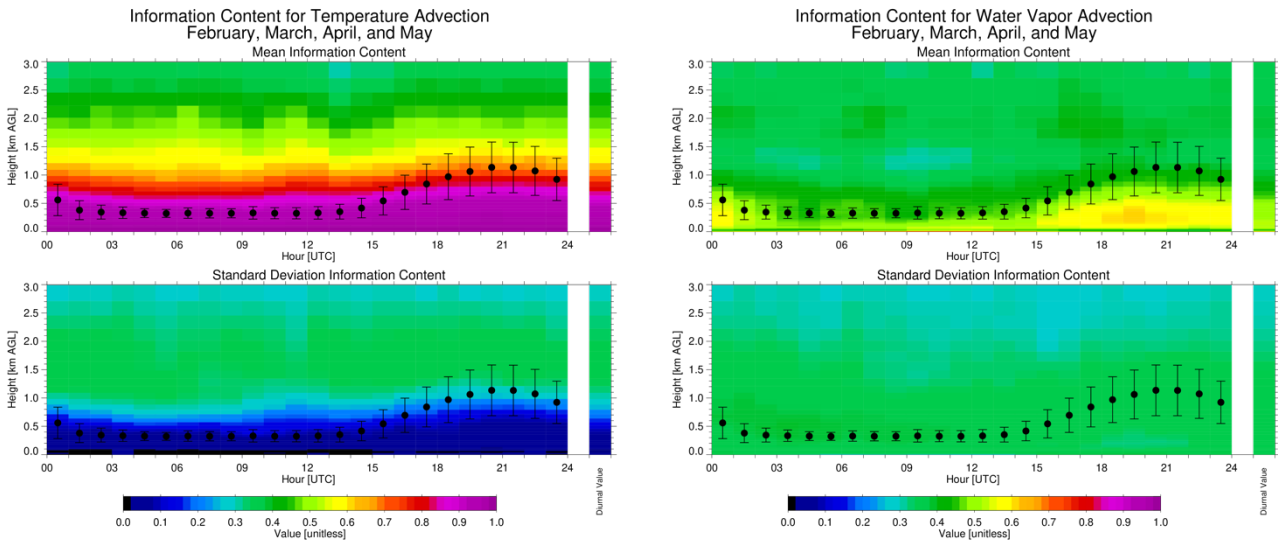 Information Content for Temperature Advection
February, March, April, and May
Mean Information Content
3.0
2.5
2.0
1.5
1.0
0.5
0.0
Height [km AGL]
00 03 06 09 12 15 18 21 24
Hour [UTC]
Standard Deviation Information Content
3.0
2.5
2.0
1.5
1.0
0.5
0.0
Height [km AGL]
00 03 06 09 12 15 18 21 24
Hour [UTC]
Diurnal Value
0.0 0.1 0.2 0.3 0.4 0.5 0.6 0.7 0.8 0.9 1.0
Value [unitless]
Information Content for Water Vapor Advection
February, March, April, and May
Mean Information Content
3.0
2.5
2.0
1.5
1.0
0.5
0.0
Height [km AGL]
00 03 06 09 12 15 18 21 24
Hour [UTC]
Standard Deviation Information Content
3.0
2.5
2.0
1.5
1.0
0.5
0.0
Height [km AGL]
00 03 06 09 12 15 18 21 24
Hour [UTC]
Diurnal Value
0.0 0.1 0.2 0.3 0.4 0.5 0.6 0.7 0.8 0.9 1.0
Value [unitless]